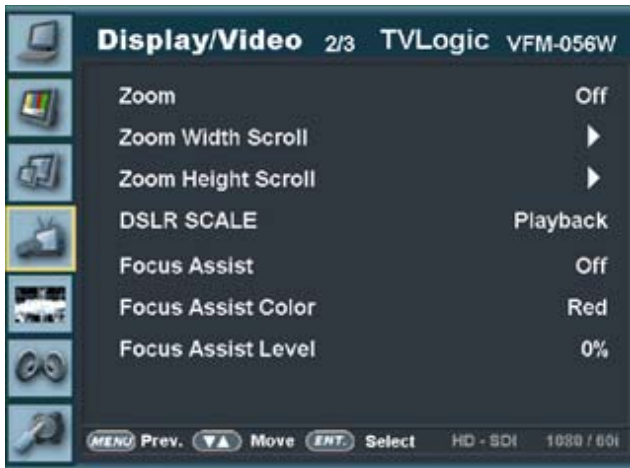 Display/Video 2/3 TVLogic VFM-056W
Zoom Off
Zoom Width Scroll
Zoom Height Scroll
DSLR SCALE Playback
Focus Assist Off
Focus Assist Color Red
Focus Assist Level 0%
MENU Prev. ▼▲ Move ENT. Select HD - SDI 1080 / 60i